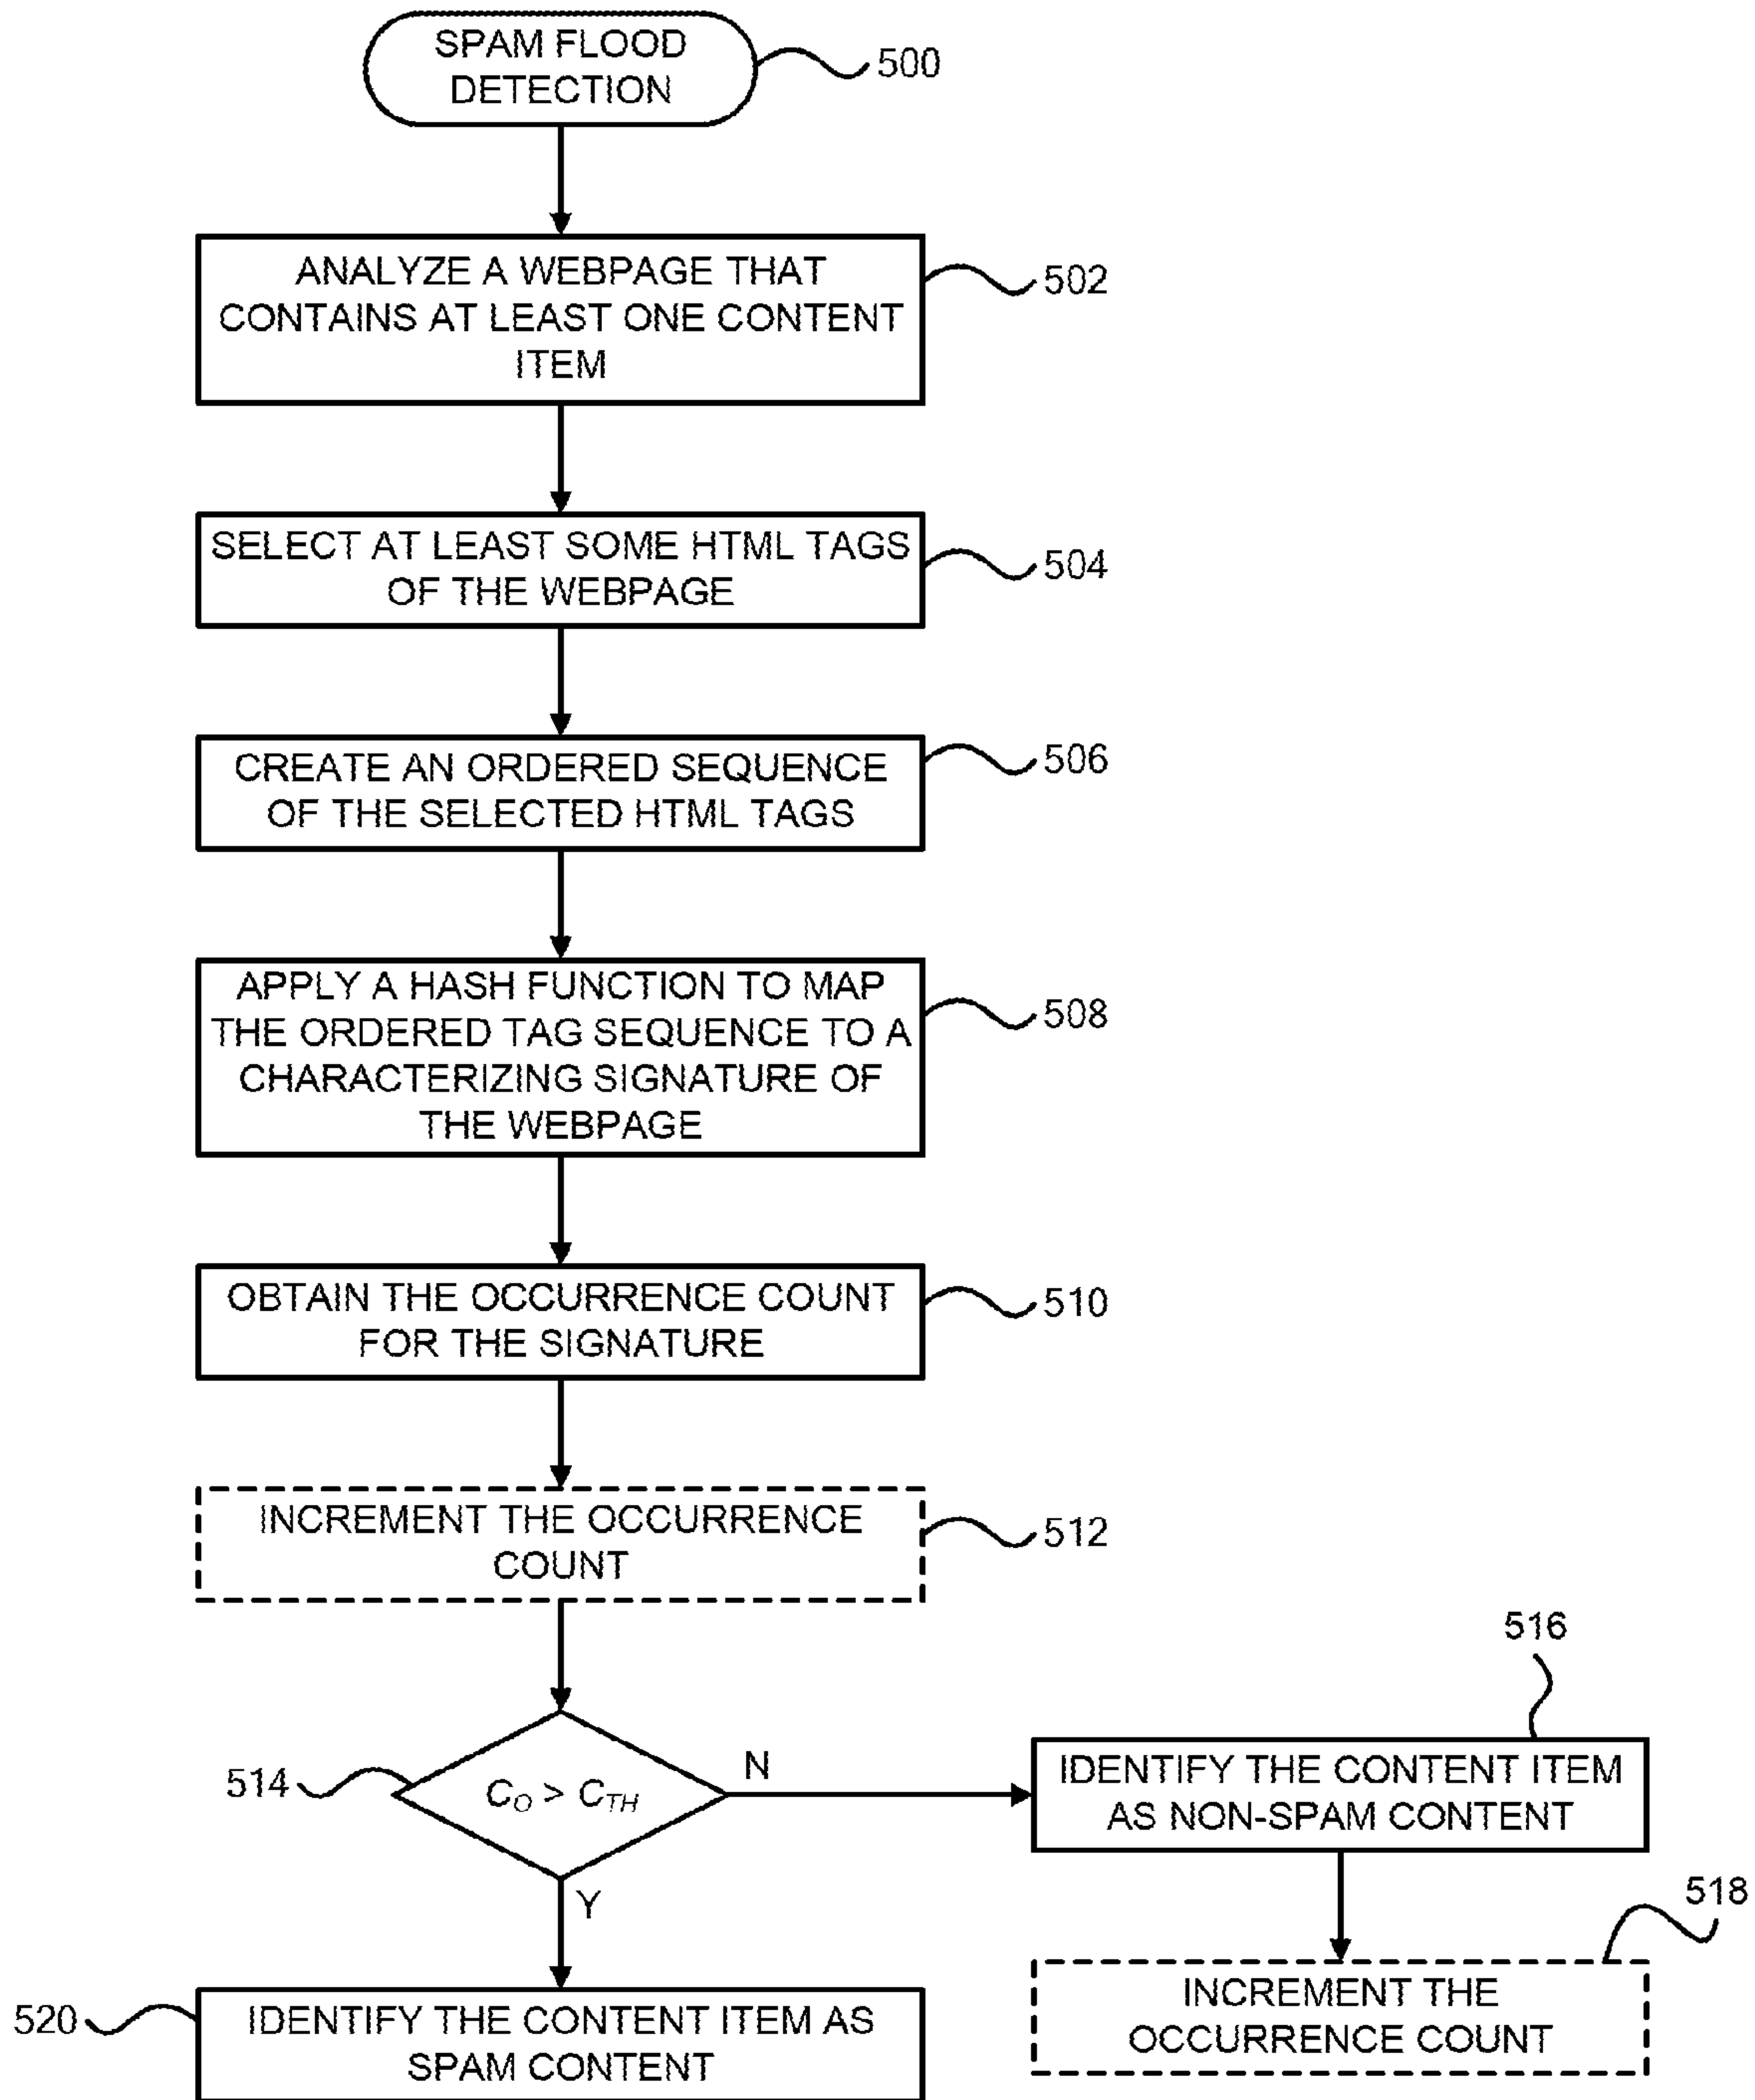 SPAM FLOOD
DETECTION
500
ANALYZE A WEBPAGE THAT
CONTAINS AT LEAST ONE CONTENT
ITEM
502
SELECT AT LEAST SOME HTML TAGS
OF THE WEBPAGE
504
CREATE AN ORDERED SEQUENCE
OF THE SELECTED HTML TAGS
506
APPLY A HASH FUNCTION TO MAP
THE ORDERED TAG SEQUENCE TO A
CHARACTERIZING SIGNATURE OF
THE WEBPAGE
508
OBTAIN THE OCCURRENCE COUNT
FOR THE SIGNATURE
510
INCREMENT THE OCCURRENCE
COUNT
512
514
C_O > C_TH
N
Y
516
IDENTIFY THE CONTENT ITEM
AS NON-SPAM CONTENT
518
INCREMENT THE
OCCURRENCE COUNT
520
IDENTIFY THE CONTENT ITEM AS
SPAM CONTENT